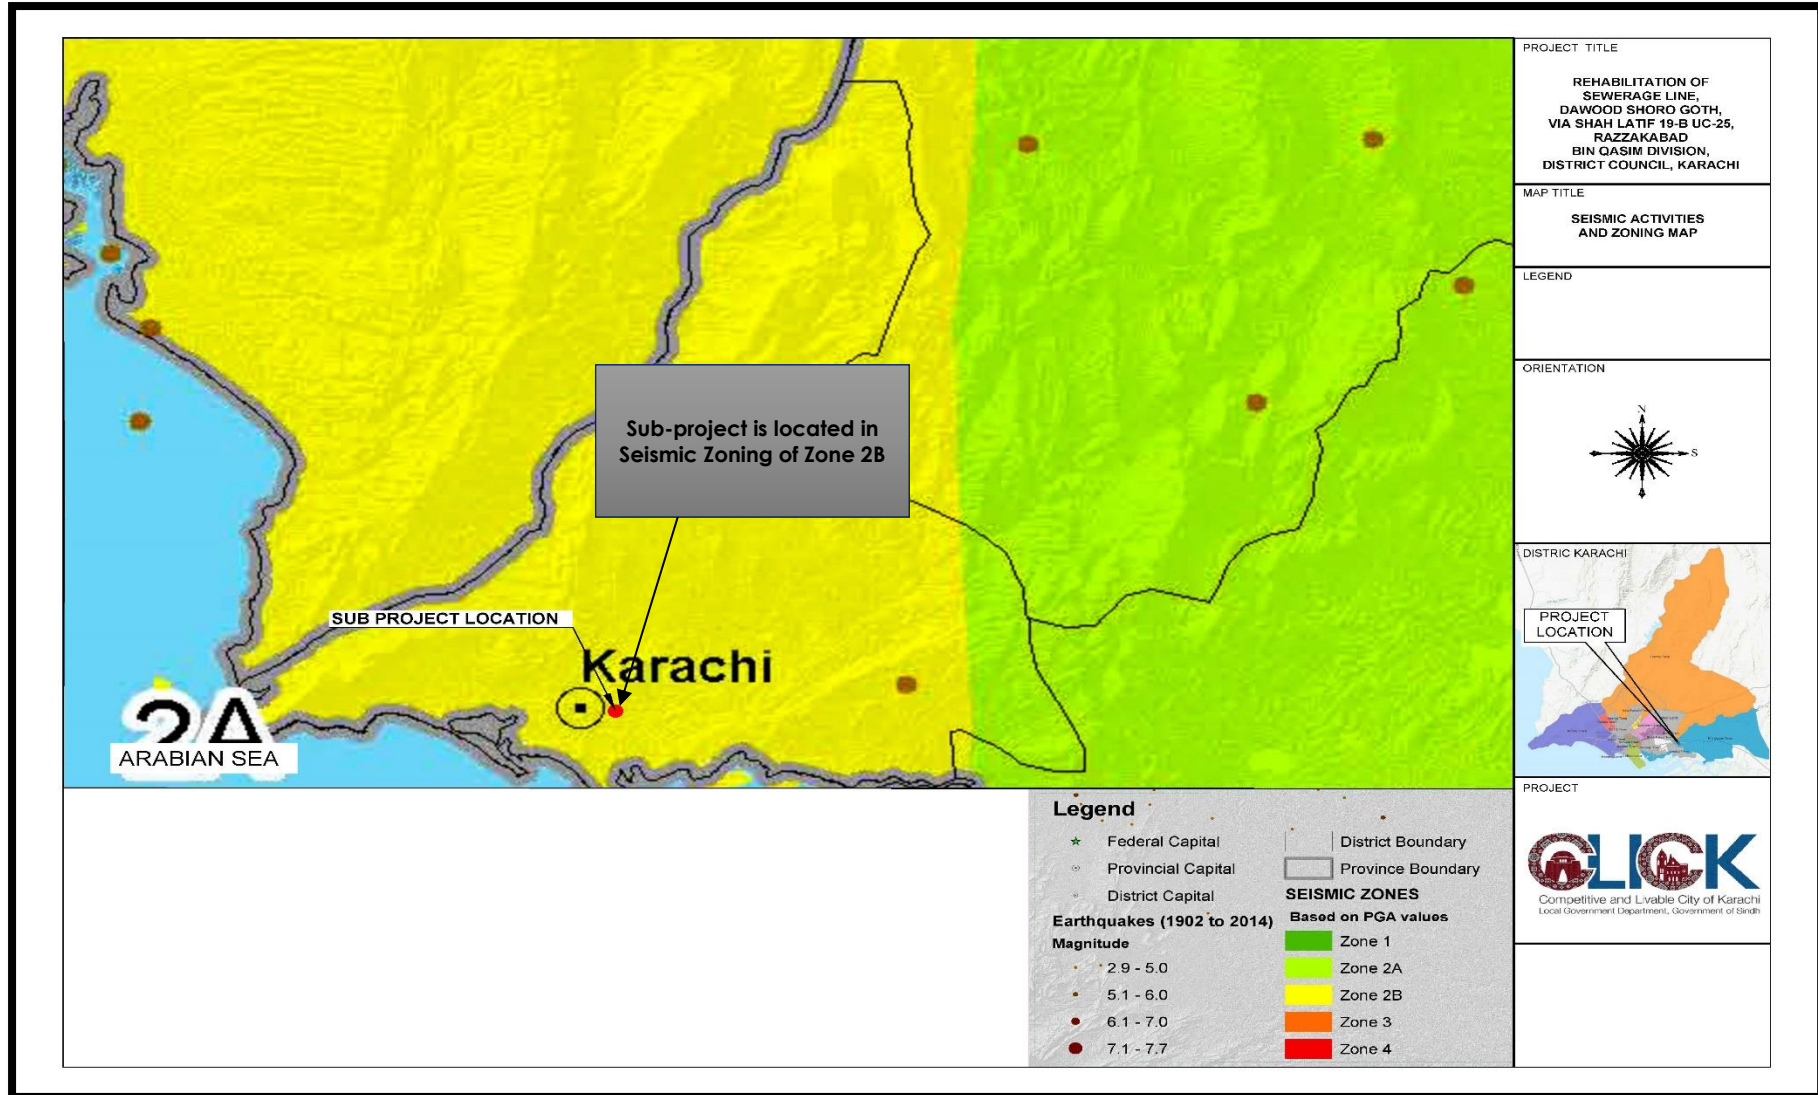 PROJECT TITLE
REHABILITATION OF
SEWERAGE LINE,
DAWOOD SHORO GOTH,
VIA SHAH LATIF 19-B UC-25,
RAZZAKABAD
BIN QASIM DIVISION,
DISTRICT COUNCIL, KARACHI
MAP TITLE
SEISMIC ACTIVITIES
AND ZONING MAP
LEGEND
ORIENTATION
N
S
DISTRIC KARACHI
PROJECT
LOCATION
PROJECT
CLICK
Competitive and Livable City of Karachi
Local Government Department, Government of Sindh
Sub-project is located in
Seismic Zoning of Zone 2B
SUB PROJECT LOCATION
Karachi
2A
ARABIAN SEA
Legend
Federal Capital
Provincial Capital
District Capital
Earthquakes (1902 to 2014)
Magnitude
2.9 - 5.0
5.1 - 6.0
6.1 - 7.0
7.1 - 7.7
District Boundary
Province Boundary
SEISMIC ZONES
Based on PGA values
Zone 1
Zone 2A
Zone 2B
Zone 3
Zone 4